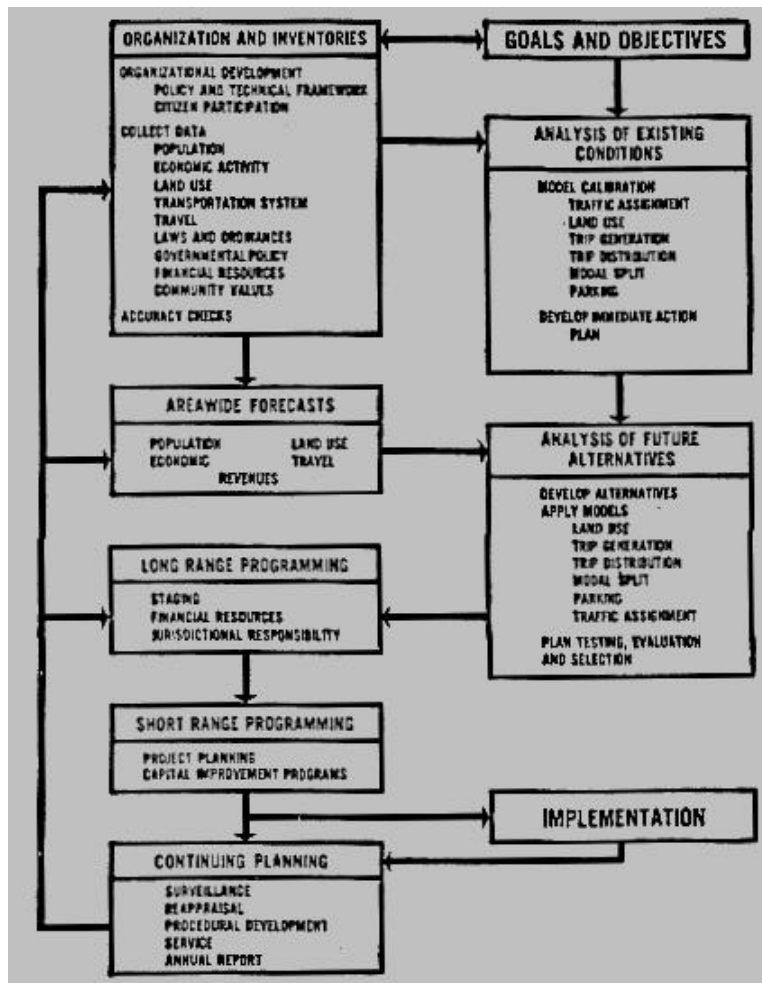 ORGANIZATION AND INVENTORIES
ORGANIZATIONAL DEVELOPMENT
POLICY AND TECHNICAL FRAMEWORK
CITIZEN PARTICIPATION
COLLECT DATA
POPULATION
ECONOMIC ACTIVITY
LAND USE
TRANSPORTATION SYSTEM
TRAVEL
LAWS AND ORDINANCES
GOVERNMENTAL POLICY
FINANCIAL RESOURCES
COMMUNITY VALUES
ACCURACY CHECKS
GOALS AND OBJECTIVES
ANALYSIS OF EXISTING
CONDITIONS
MODEL CALIBRATION
TRAFFIC ASSIGNMENT
LAND USE
TRIP GENERATION
TRIP DISTRIBUTION
MODAL SPLIT
PARKING
DEVELOP IMMEDIATE ACTION
PLAN
AREAWIDE FORECASTS
POPULATION LAND USE
ECONOMIC TRAVEL
REVENUES
ANALYSIS OF FUTURE
ALTERNATIVES
DEVELOP ALTERNATIVES
APPLY MODELS
LAND USE
TRIP GENERATION
TRIP DISTRIBUTION
MODAL SPLIT
PARKING
TRAFFIC ASSIGNMENT
PLAN TESTING, EVALUATION
AND SELECTION
LONG RANGE PROGRAMMING
STAGING
FINANCIAL RESOURCES
JURISDICTIONAL RESPONSIBILITY
SHORT RANGE PROGRAMMING
PROJECT PLANNING
CAPITAL IMPROVEMENT PROGRAMS
IMPLEMENTATION
CONTINUING PLANNING
SURVEILLANCE
REAPPRAISAL
PROCEDURAL DEVELOPMENT
SERVICE
ANNUAL REPORT